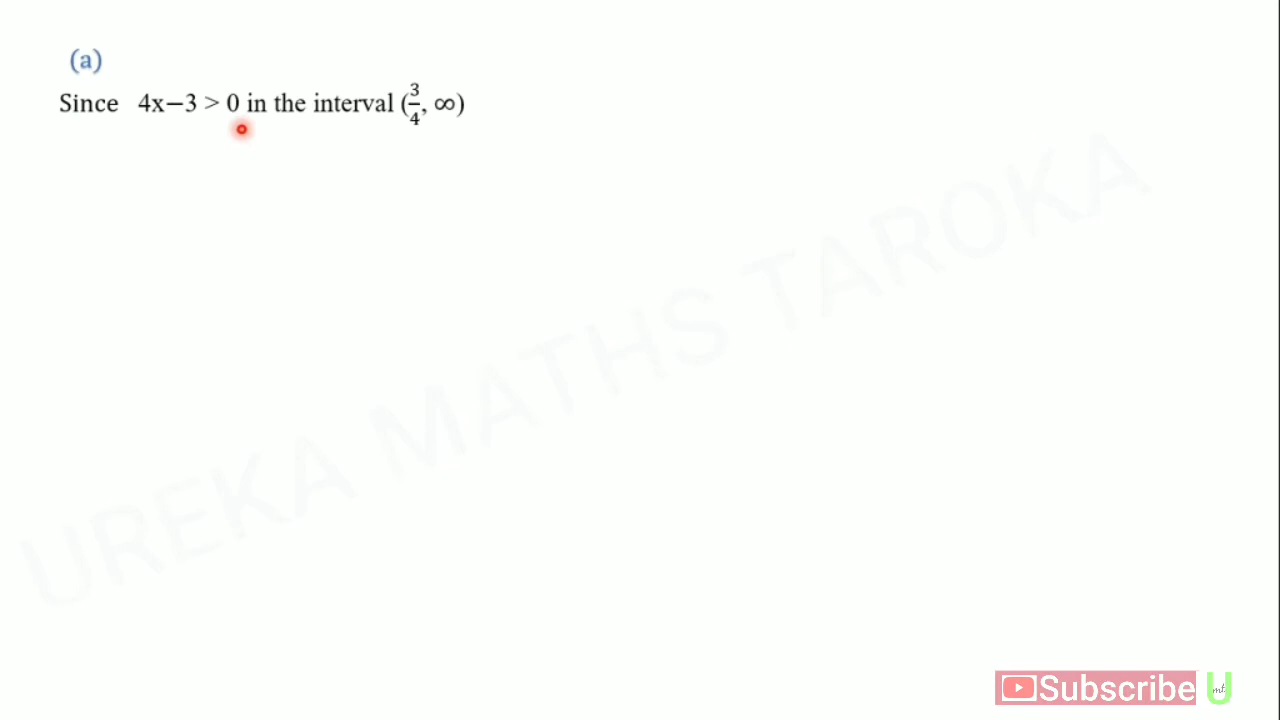 (a)
Since 4x−3 > 0 in the interval (3/4, ∞)
UREKA MATHS TAROKA
Subscribe U